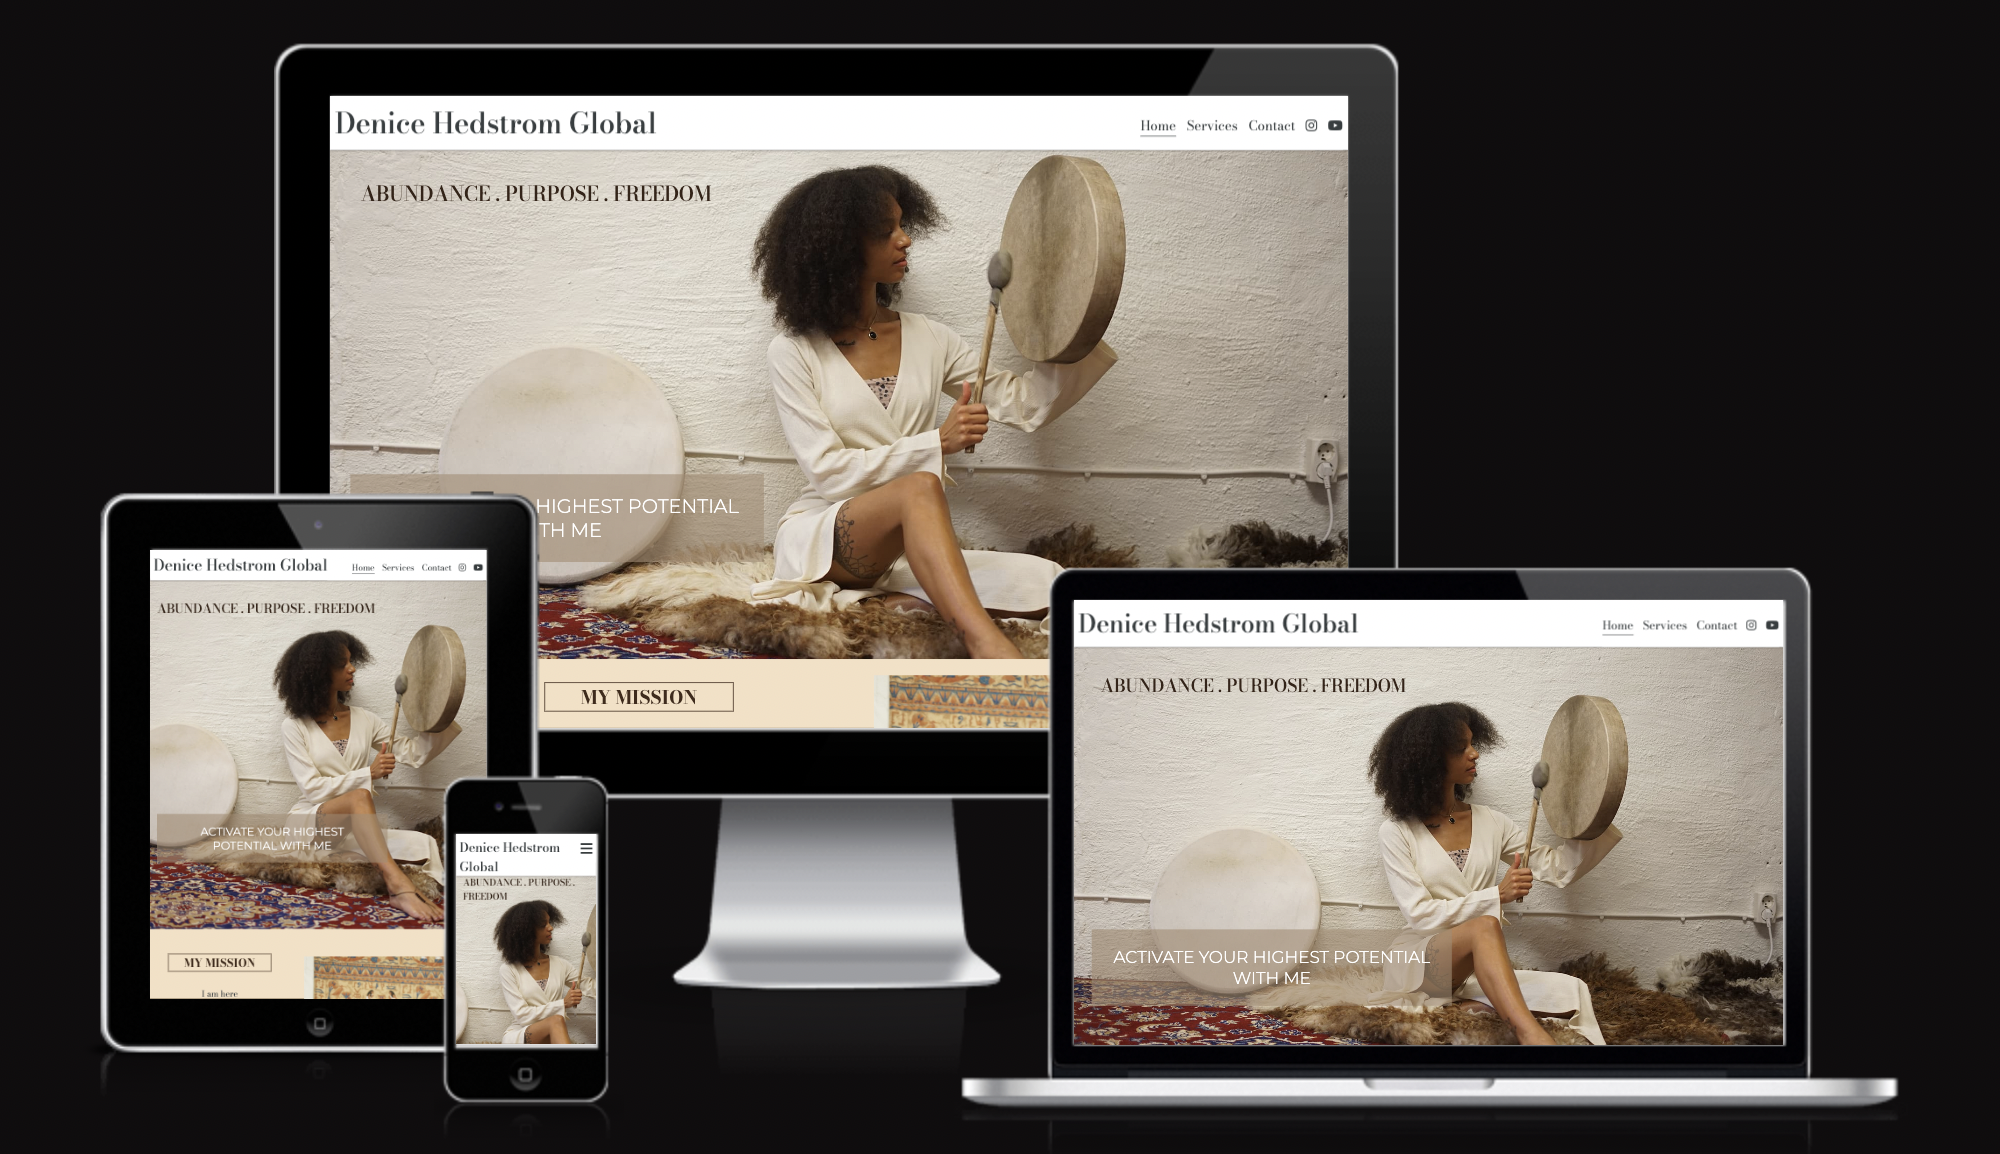 Denice Hedstrom Global
Home Services Contact
ABUNDANCE . PURPOSE . FREEDOM
HIGHEST POTENTIAL
TH ME
MY MISSION
Denice Hedstrom Global
Home Services Contact
ABUNDANCE . PURPOSE . FREEDOM
ACTIVATE YOUR HIGHEST
POTENTIAL WITH ME
MY MISSION
I am here
Denice Hedstrom
Global
ABUNDANCE . PURPOSE .
FREEDOM
Denice Hedstrom Global
Home Services Contact
ABUNDANCE . PURPOSE . FREEDOM
ACTIVATE YOUR HIGHEST POTENTIAL
WITH ME